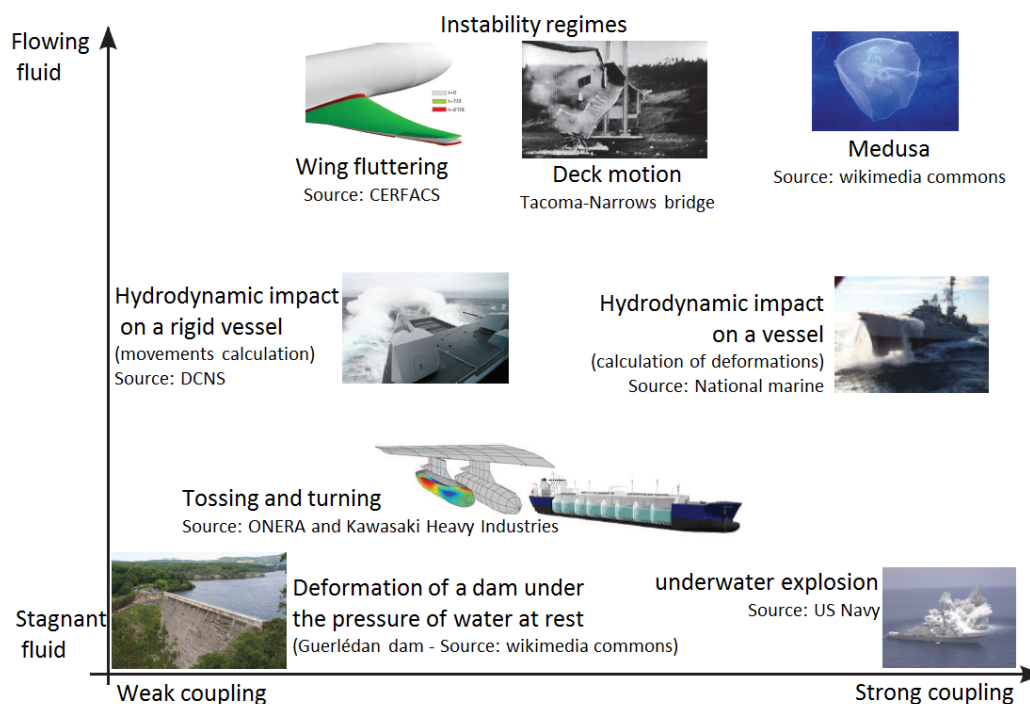 Instability regimes
Flowing
fluid
Wing fluttering
Source: CERFACS
Deck motion
Tacoma-Narrows bridge
Medusa
Source: wikimedia commons
Hydrodynamic impact
on a rigid vessel
(movements calculation)
Source: DCNS
Hydrodynamic impact
on a vessel
(calculation of deformations)
Source: National marine
Tossing and turning
Source: ONERA and Kawasaki Heavy Industries
Deformation of a dam under
the pressure of water at rest
(Guerlédan dam - Source: wikimedia commons)
underwater explosion
Source: US Navy
Stagnant
fluid
Weak coupling
Strong coupling